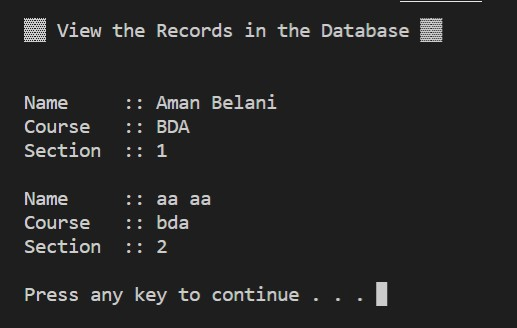 ▒▒ View the Records in the Database ▒▒
Name :: Aman Belani
Course :: BDA
Section :: 1
Name :: aa aa
Course :: bda
Section :: 2
Press any key to continue . . .